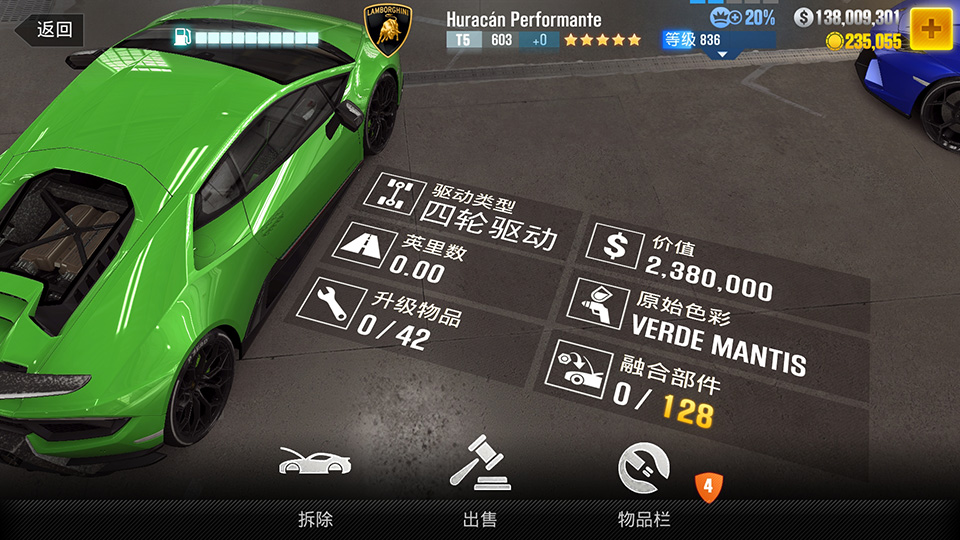 返回
LAMBORGHINI
Huracán Performante
T5 603 +0
20%
138,009,301
等级 836
235,055
驱动类型
四轮驱动
英里数
0.00
升级物品
0 / 42
价值
2,380,000
原始色彩
VERDE MANTIS
融合部件
0 / 128
4
拆除
出售
物品栏